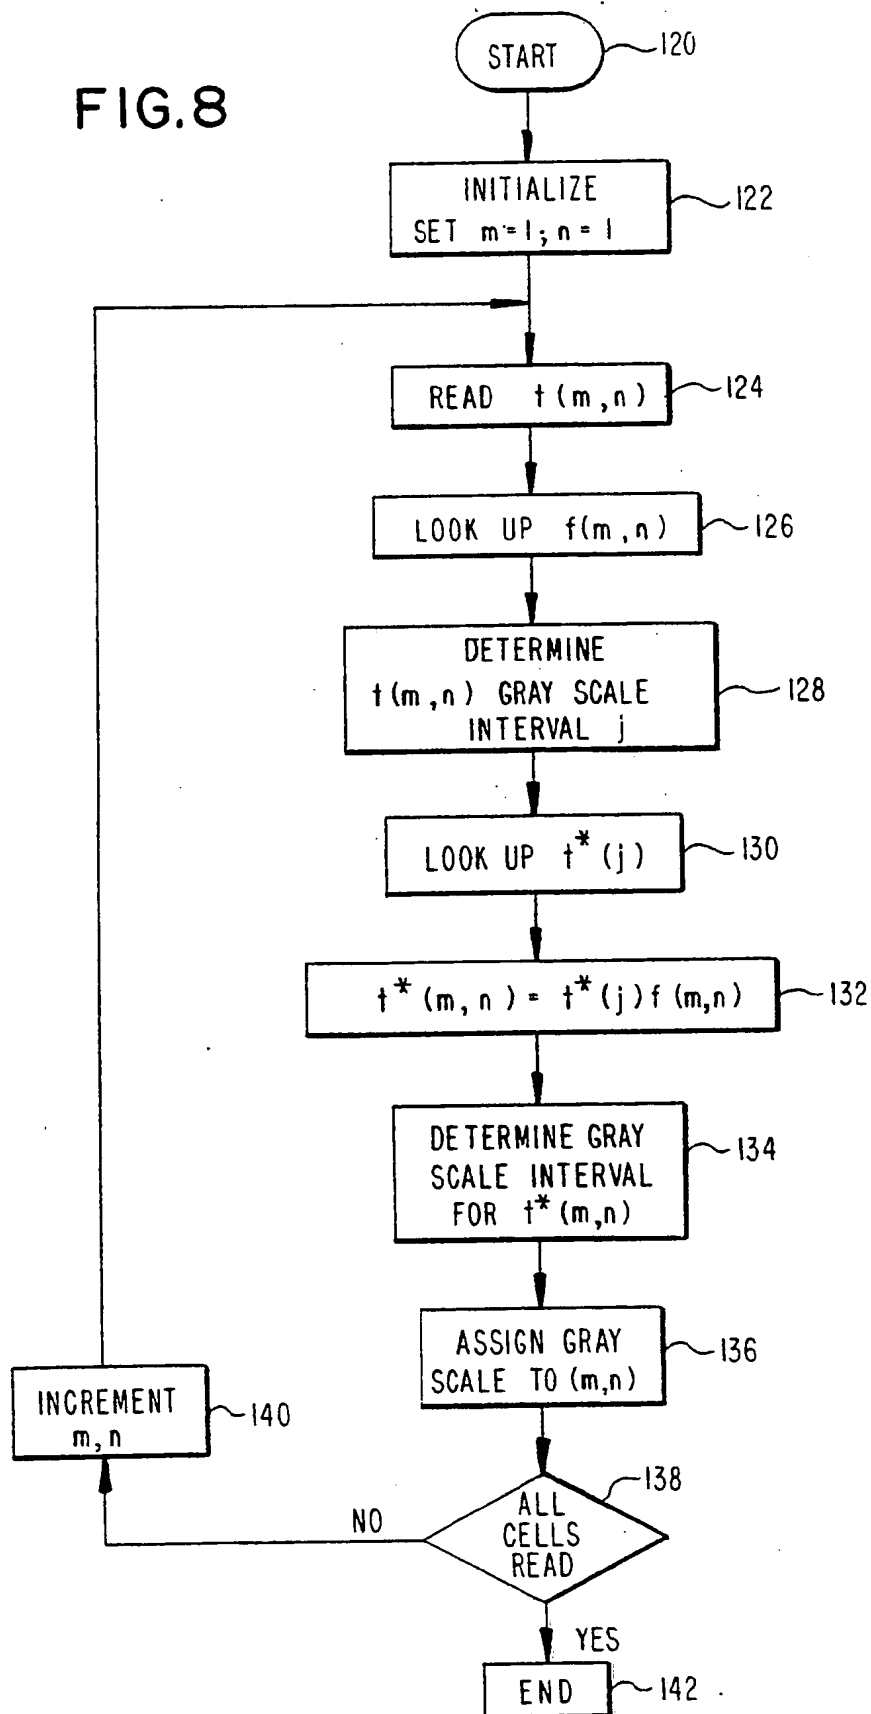 FIG.8
START
120
INITIALIZE
SET m = 1; n = 1
122
READ t(m,n)
124
LOOK UP f(m,n)
126
DETERMINE
t(m,n) GRAY SCALE
INTERVAL j
128
LOOK UP t*(j)
130
t*(m,n) = t*(j)f(m,n)
132
DETERMINE GRAY
SCALE INTERVAL
FOR t*(m,n)
134
ASSIGN GRAY
SCALE TO (m,n)
136
INCREMENT
m,n
140
138
ALL
CELLS
READ
NO
YES
END
142